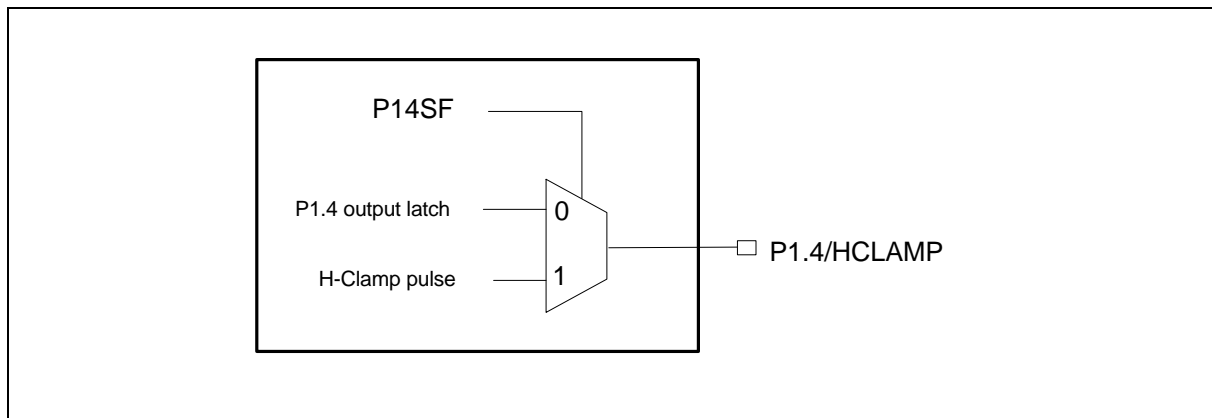 P14SF
P1.4 output latch
0
P1.4/HCLAMP
H-Clamp pulse
1